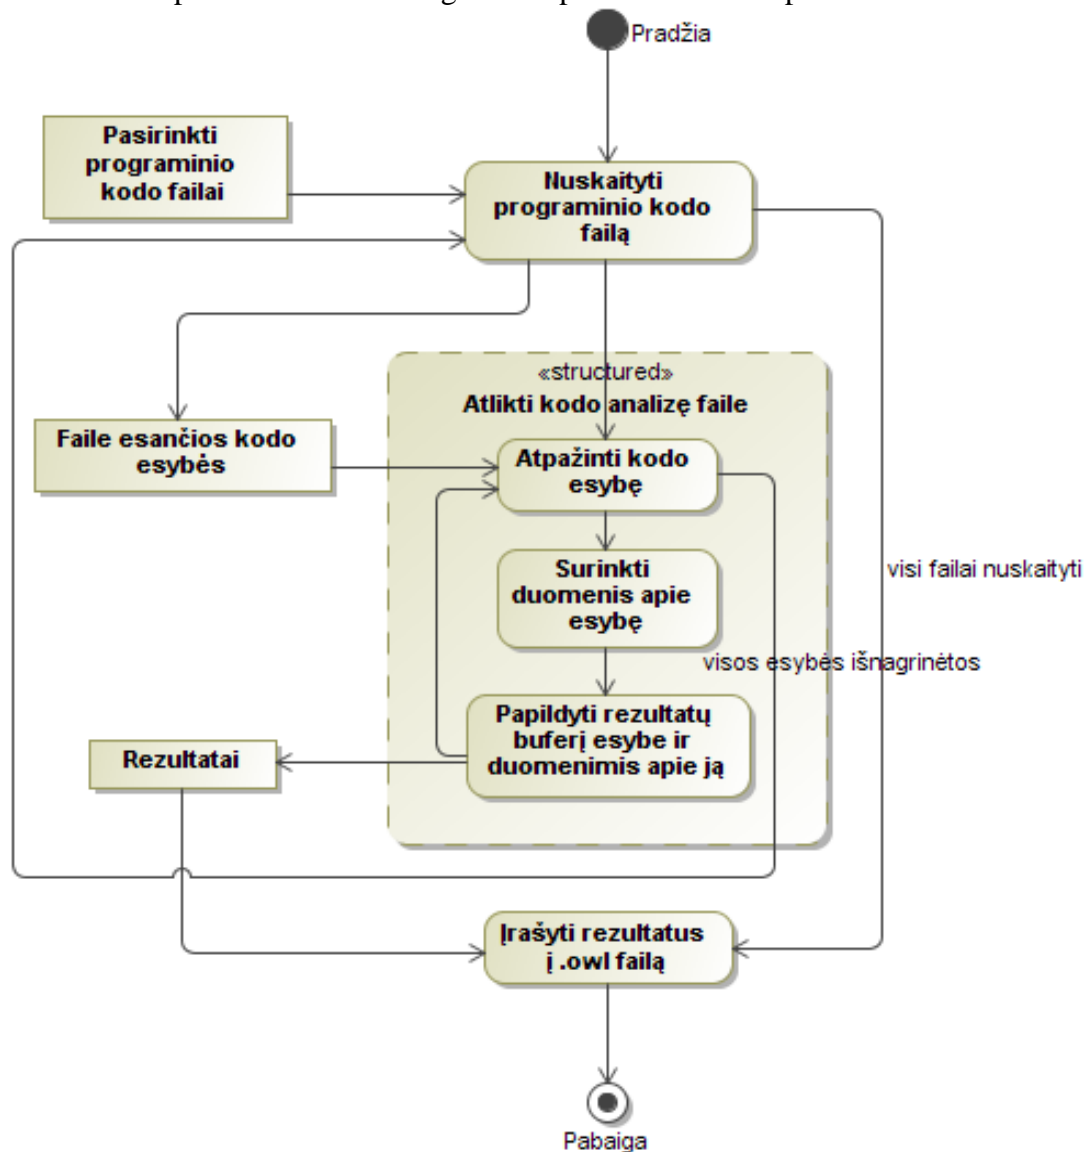 Pradžia
Pasirinkti
programinio
kodo failai
Nuskaityti
programinio kodo
failą
«structured»
Atlikti kodo analizę faile
Faile esančios kodo
esybės
Atpažinti kodo
esybę
Surinkti
duomenis apie
esybę
visi failai nuskaityti
visos esybės išnagrinėtos
Papildyti rezultatų
buferį esybe ir
duomenimis apie ją
Rezultatai
Įrašyti rezultatus
į .owl failą
Pabaiga